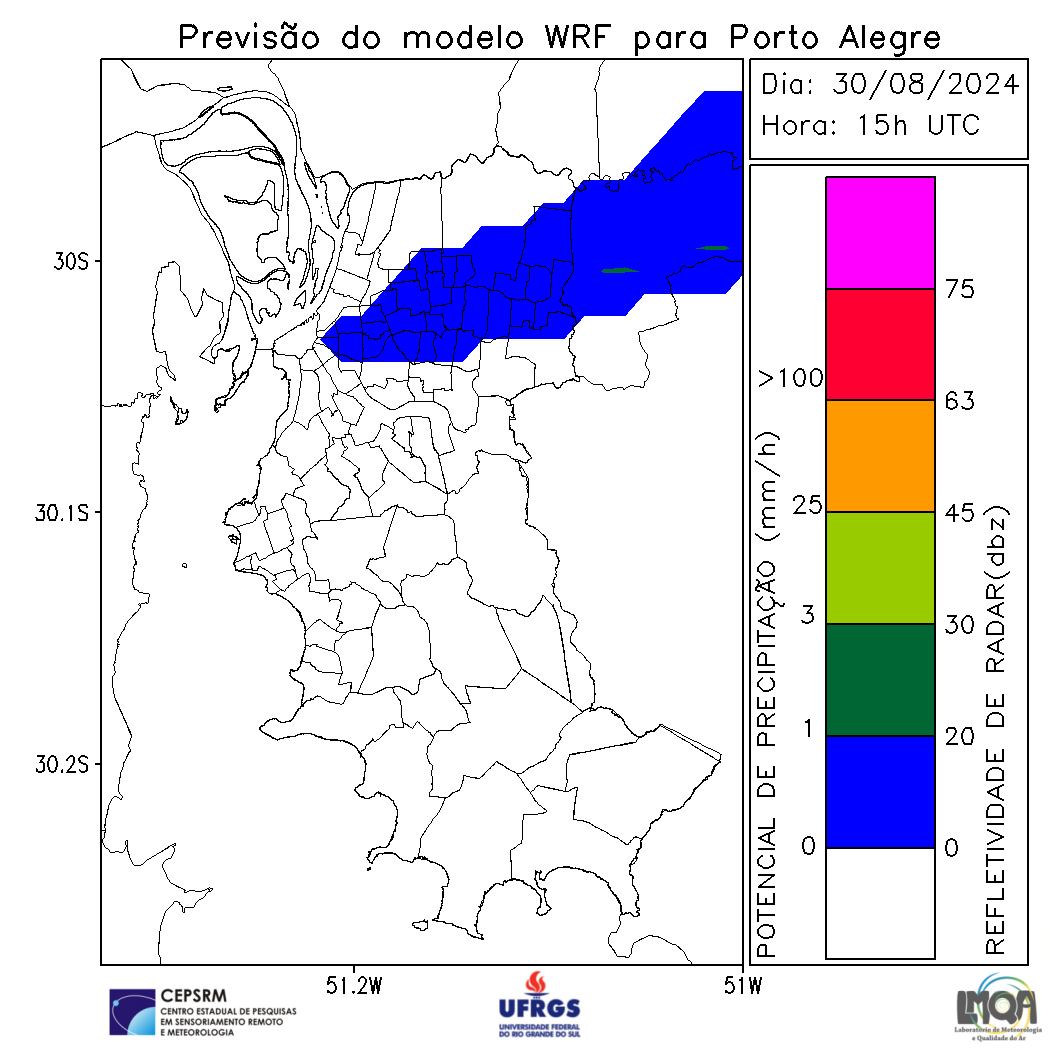 Previsão do modelo WRF para Porto Alegre
Dia: 30/08/2024
Hora: 15h UTC
30S
30.1S
30.2S
51.2W
51W
POTENCIAL DE PRECIPITAÇÃO (mm/h)
>100
25
3
1
0
75
63
45
30
20
0
REFLETIVIDADE DE RADAR(dbz)
CEPSRM
CENTRO ESTADUAL DE PESQUISAS
EM SENSORIAMENTO REMOTO
E METEOROLOGIA
UFRGS
UNIVERSIDADE FEDERAL
DO RIO GRANDE DO SUL
LMQA
Laboratório de Meteorologia
e Qualidade do Ar